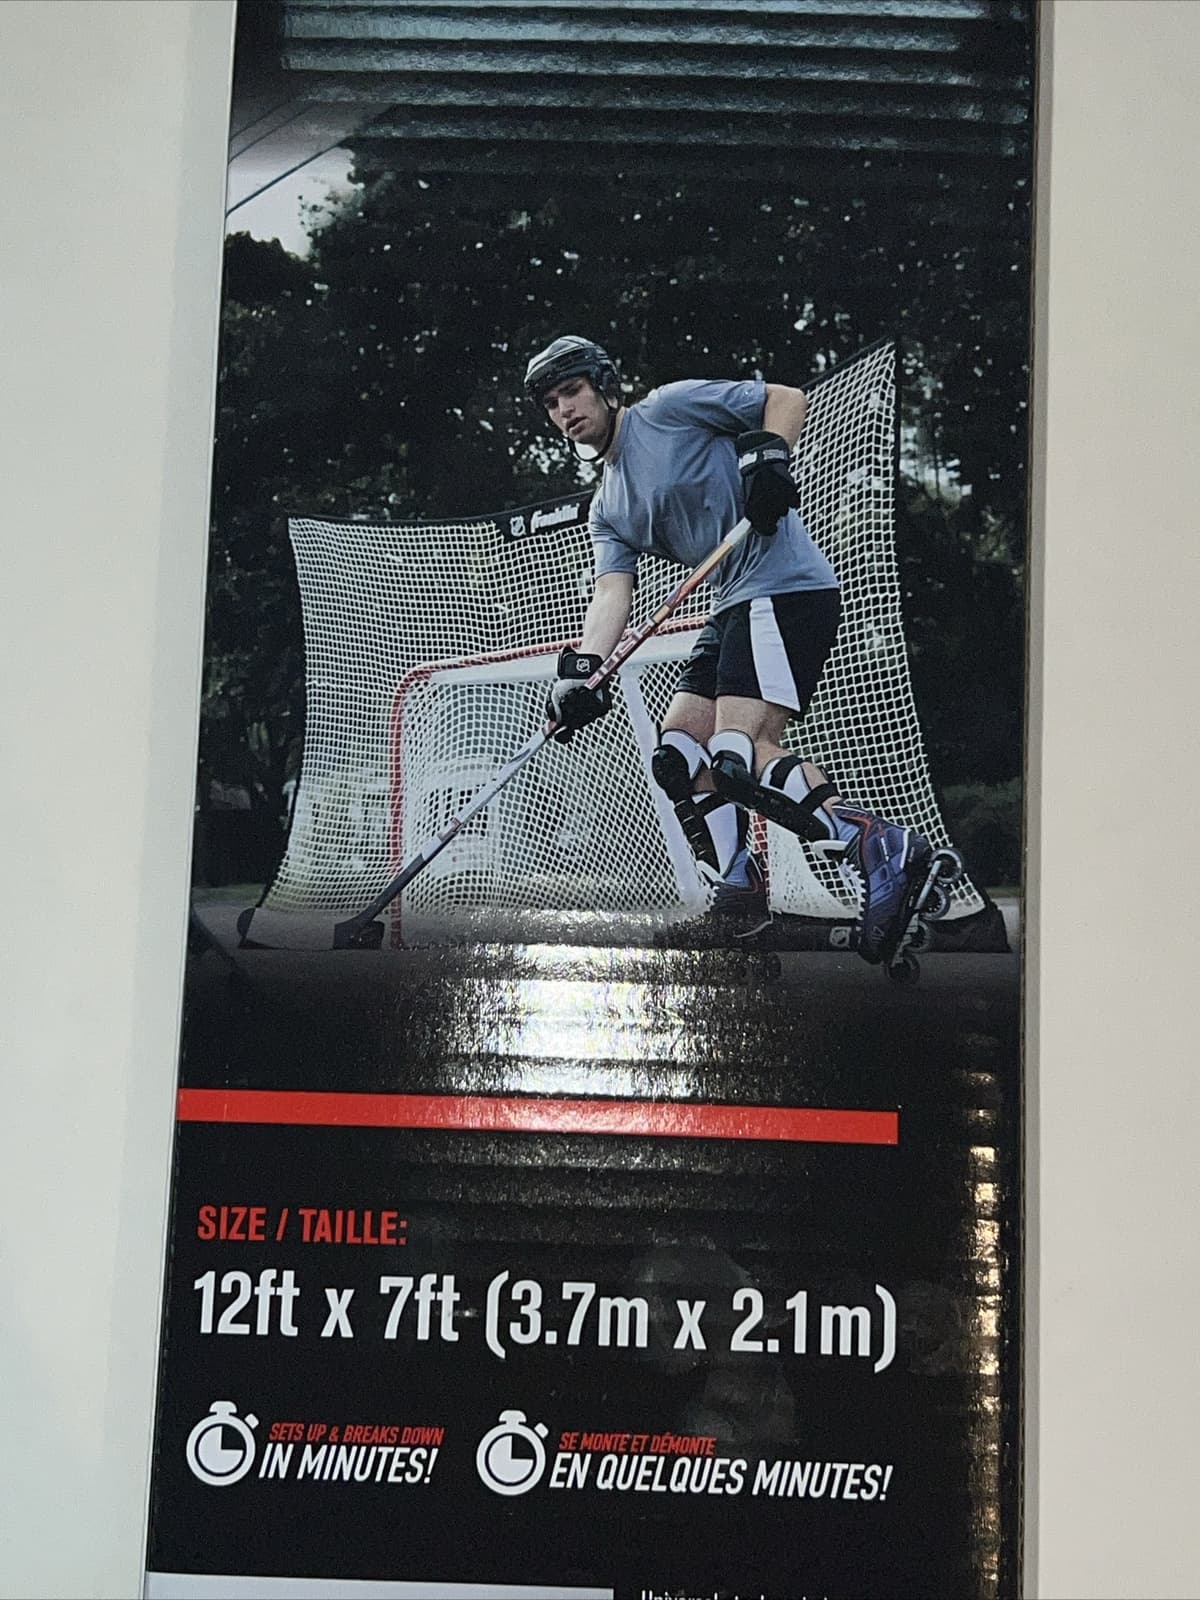 Franklin
SIZE / TAILLE:
12ft x 7ft (3.7m x 2.1m)
SETS UP & BREAKS DOWN
IN MINUTES!
SE MONTE ET DÉMONTE
EN QUELQUES MINUTES!